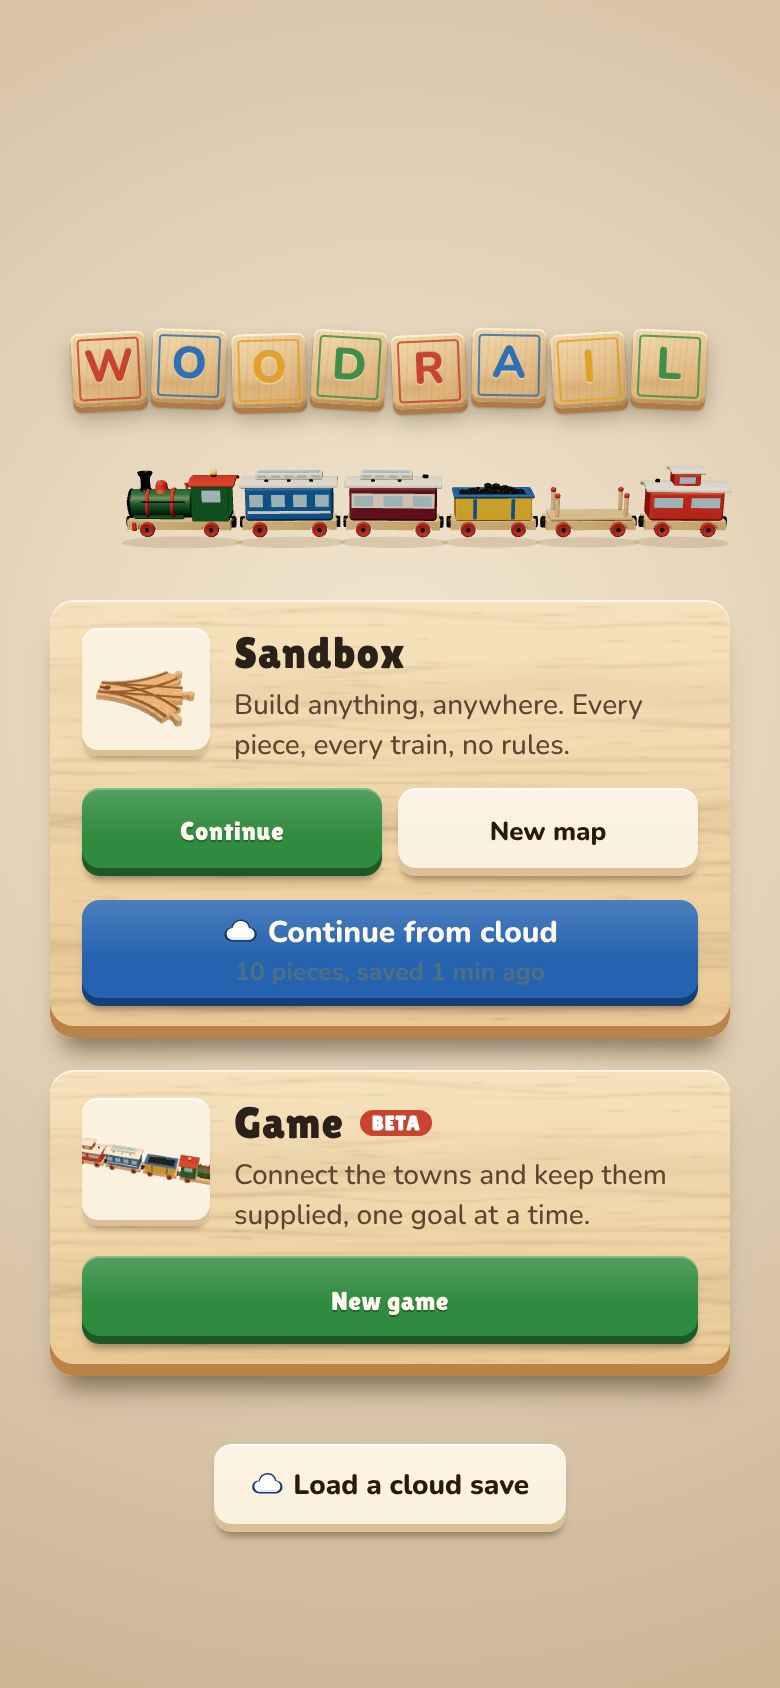 WOODRAIL
Sandbox
Build anything, anywhere. Every
piece, every train, no rules.
Continue
New map
Continue from cloud
10 pieces, saved 1 min ago
Game BETA
Connect the towns and keep them
supplied, one goal at a time.
New game
Load a cloud save